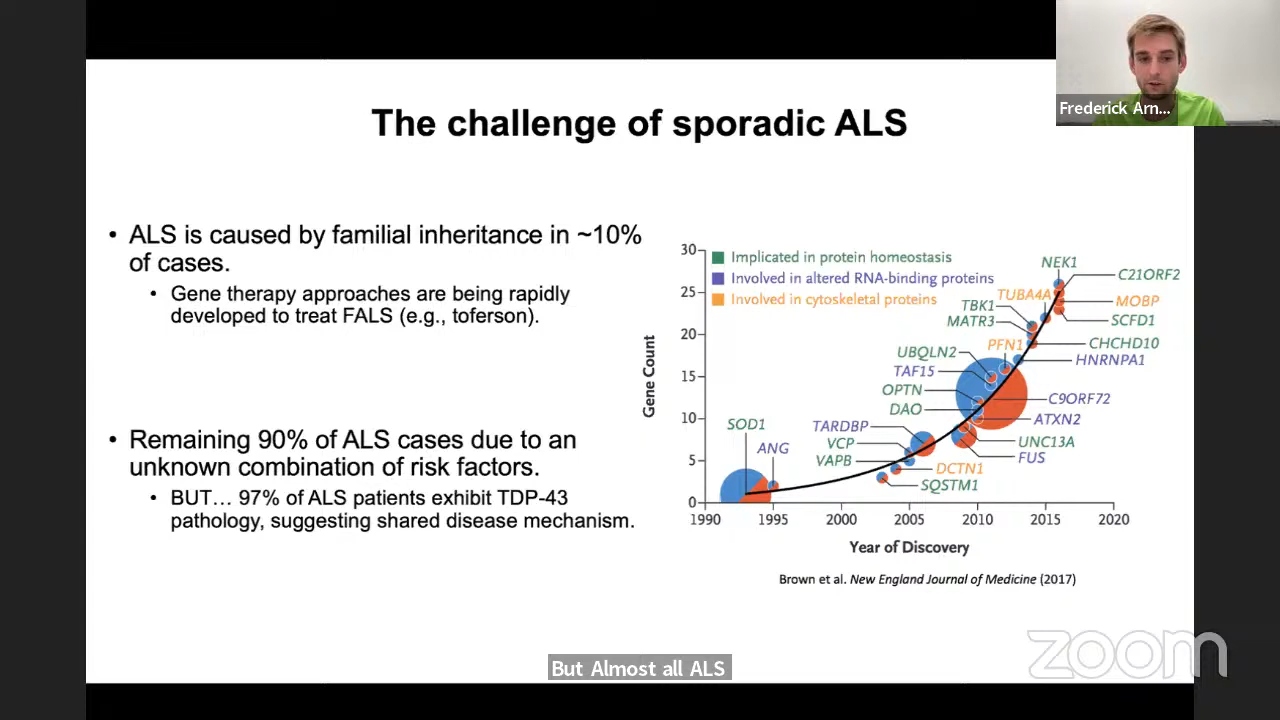 Frederick Arn...
The challenge of sporadic ALS
• ALS is caused by familial inheritance in ~10%
of cases.
• Gene therapy approaches are being rapidly
developed to treat FALS (e.g., toferson).
• Remaining 90% of ALS cases due to an
unknown combination of risk factors.
• BUT... 97% of ALS patients exhibit TDP-43
pathology, suggesting shared disease mechanism.
Implicated in protein homeostasis
Involved in altered RNA-binding proteins
Involved in cytoskeletal proteins
Gene Count
30
25
20
15
10
5
0
SOD1
ANG
TARDBP
VCP
VAPB
DCTN1
SQSTM1
UBQLN2
TAF15
OPTN
DAO
TBK1
MATR3
PFN1
TUBA4A
NEK1
C21ORF2
MOBP
SCFD1
CHCHD10
HNRNPA1
C9ORF72
ATXN2
UNC13A
FUS
1990 1995 2000 2005 2010 2015 2020
Year of Discovery
Brown et al. New England Journal of Medicine (2017)
But Almost all ALS
zoom